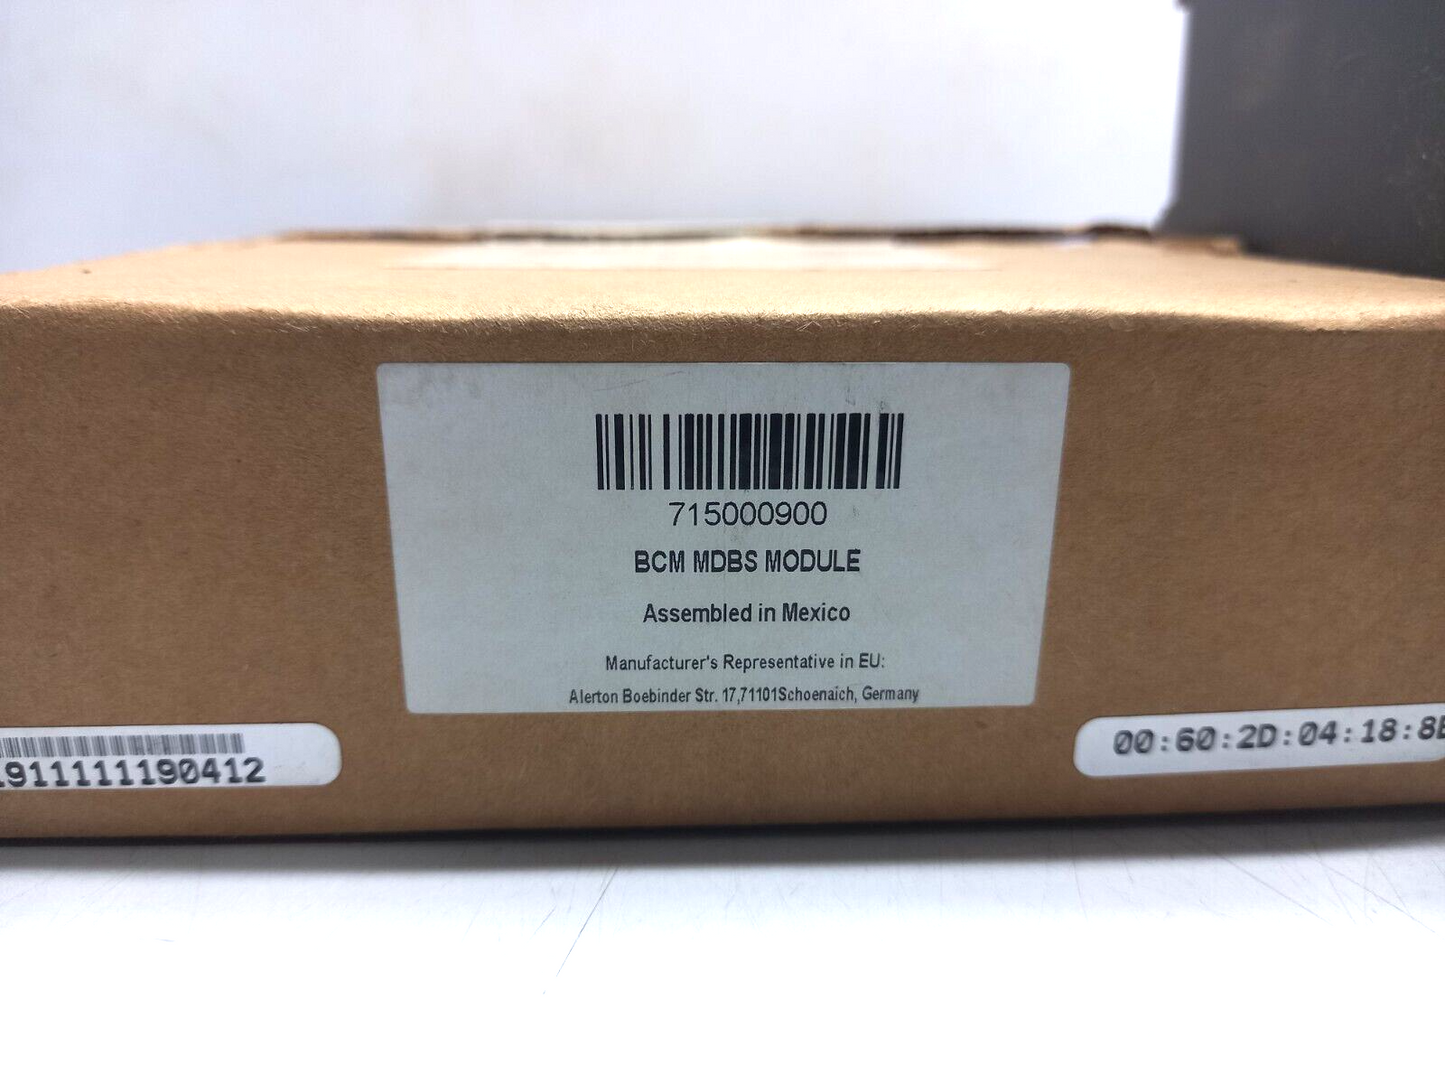 715000900
BCM MDBS MODULE
Assembled in Mexico
Manufacturer's Representative in EU:
Alerton Boebinder Str. 17,71101Schoenaich, Germany
1911111190412
00:60:2D:04:18:8E